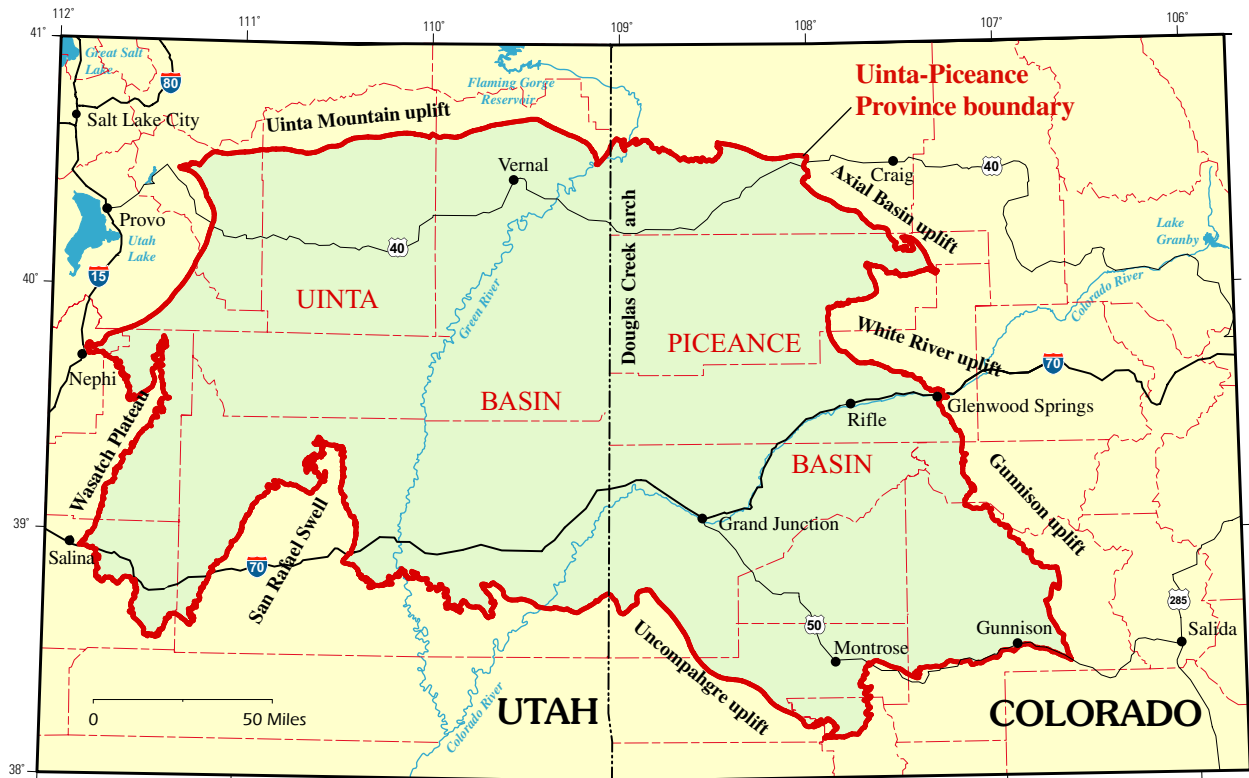 112°
111°
110°
109°
108°
107°
106°
41°
40°
39°
38°
Great Salt
Lake
80
Flaming Gorge
Reservoir
Uinta-Piceance
Province boundary
Salt Lake City
Uinta Mountain uplift
Vernal
Craig
40
Axial Basin uplift
Provo
Utah
Lake
15
40
Douglas Creek arch
Lake
Granby
Colorado River
Green River
UINTA
PICEANCE
White River uplift
70
Nephi
BASIN
Rifle
Glenwood Springs
Wasatch Plateau
BASIN
Gunnison uplift
Grand Junction
Salina
70
San Rafael Swell
285
50
Gunnison
Salida
Montrose
Uncompahgre uplift
0
50 Miles
Colorado River
UTAH
COLORADO